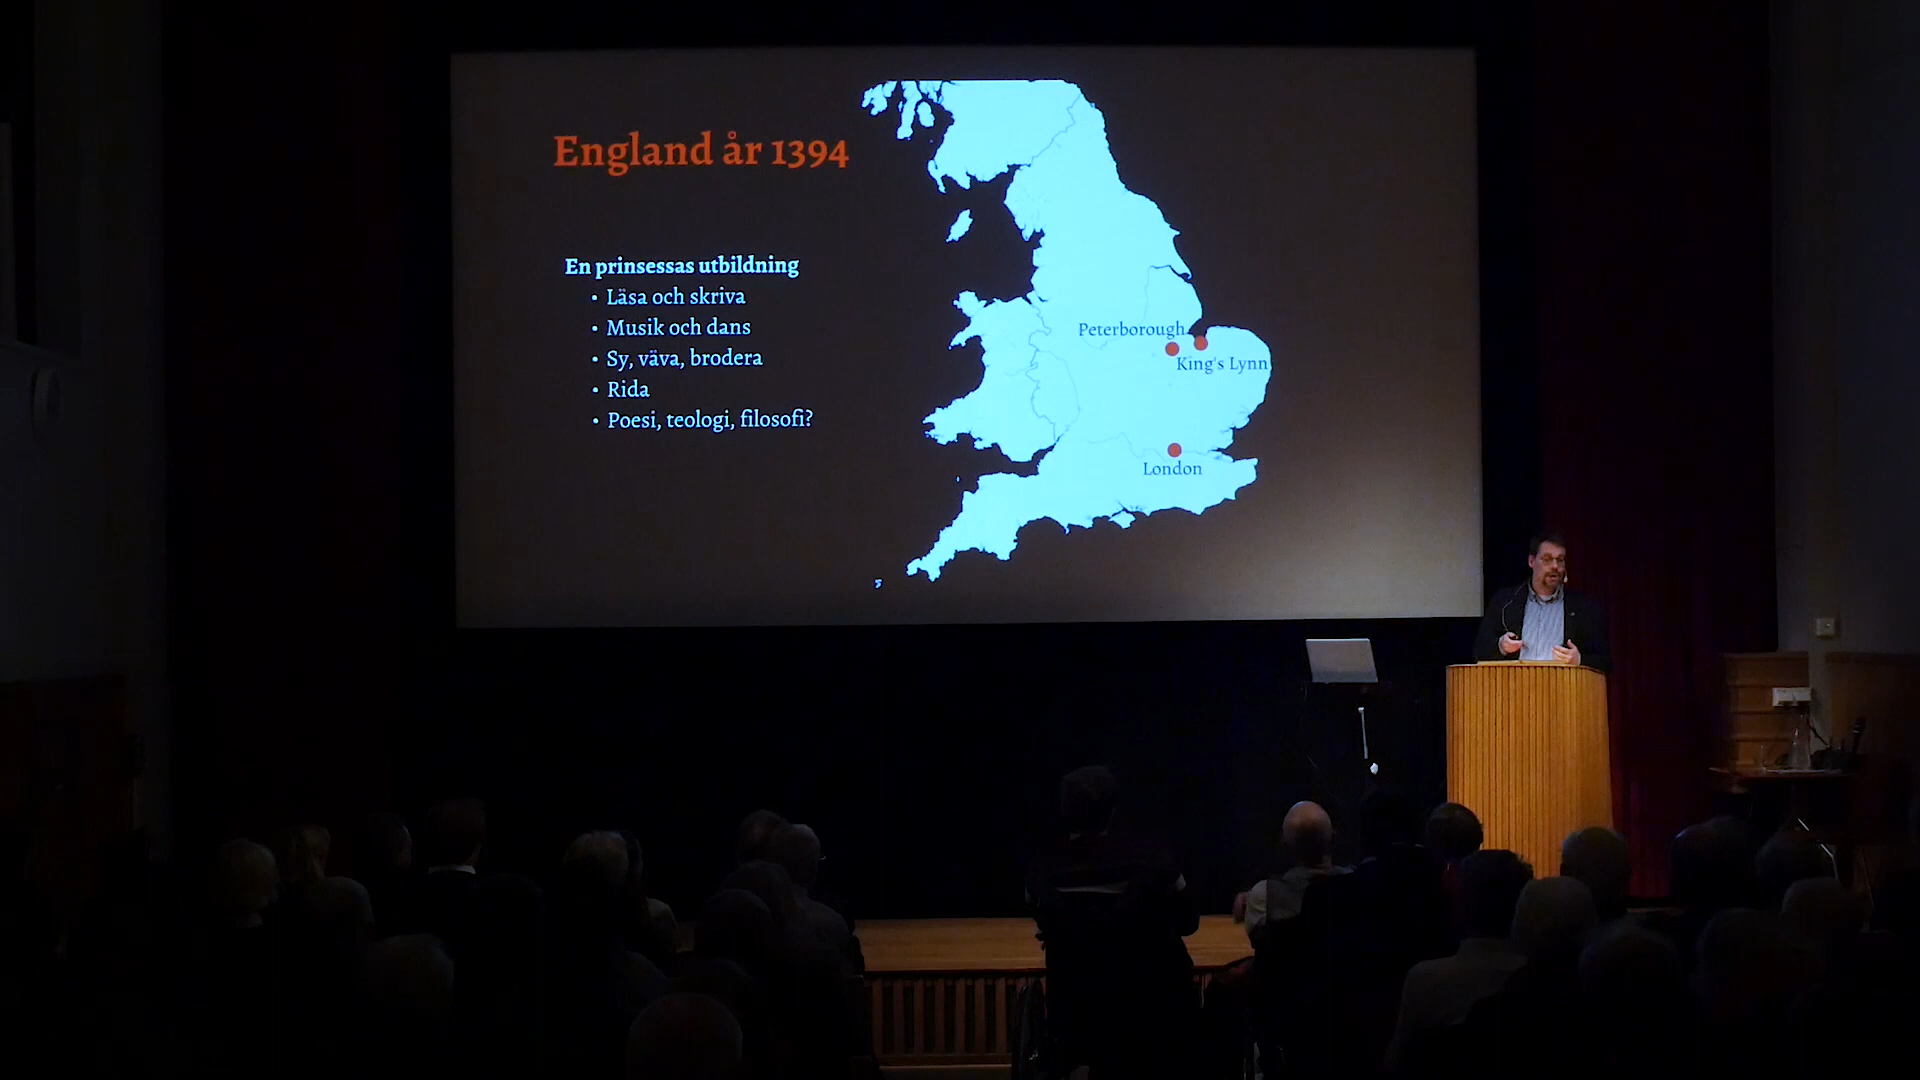 England år 1394
En prinsessas utbildning
• Läsa och skriva
• Musik och dans
• Sy, väva, brodera
• Rida
• Poesi, teologi, filosofi?
Peterborough
King's Lynn
London